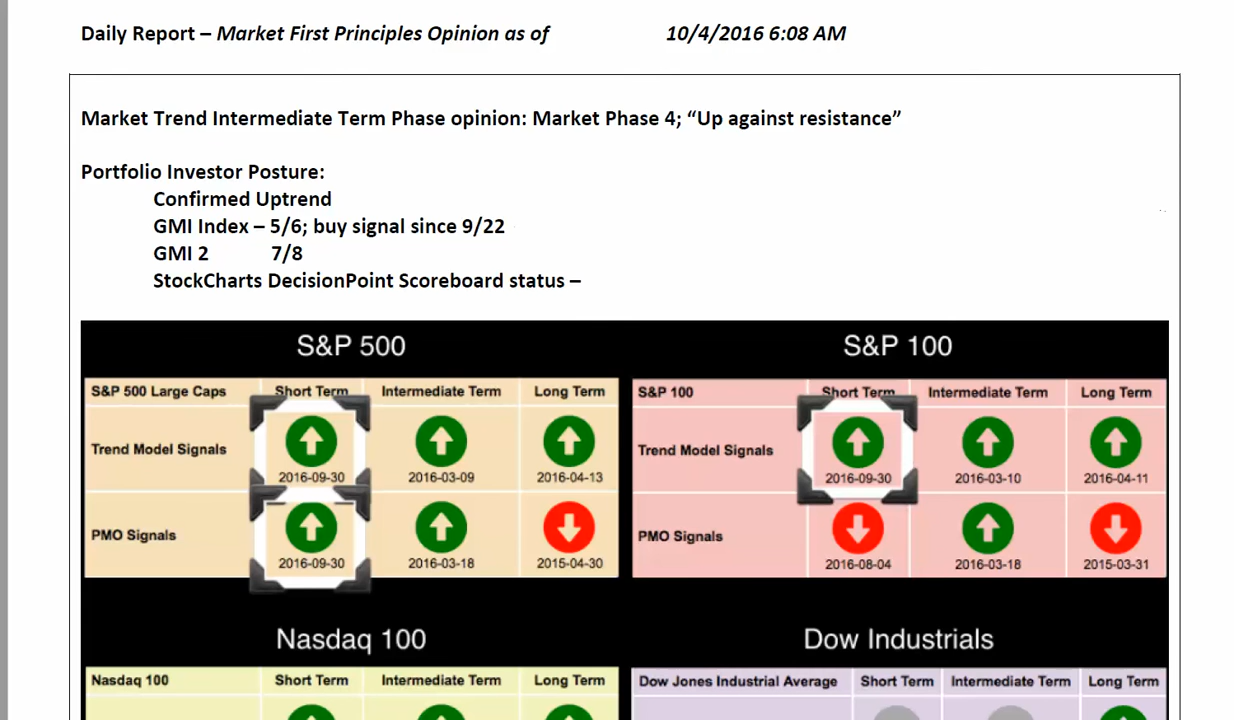 Daily Report – Market First Principles Opinion as of 10/4/2016 6:08 AM
Market Trend Intermediate Term Phase opinion: Market Phase 4; “Up against resistance”
Portfolio Investor Posture:
Confirmed Uptrend
GMI Index – 5/6; buy signal since 9/22
GMI 2 7/8
StockCharts DecisionPoint Scoreboard status –
S&P 500
S&P 500 Large Caps Short Term Intermediate Term Long Term
Trend Model Signals
2016-09-30 2016-03-09 2016-04-13
PMO Signals
2016-09-30 2016-03-18 2015-04-30
S&P 100
S&P 100 Short Term Intermediate Term Long Term
Trend Model Signals
2016-09-30 2016-03-10 2016-04-11
PMO Signals
2016-08-04 2016-03-18 2015-03-31
Nasdaq 100
Nasdaq 100 Short Term Intermediate Term Long Term
Dow Industrials
Dow Jones Industrial Average Short Term Intermediate Term Long Term